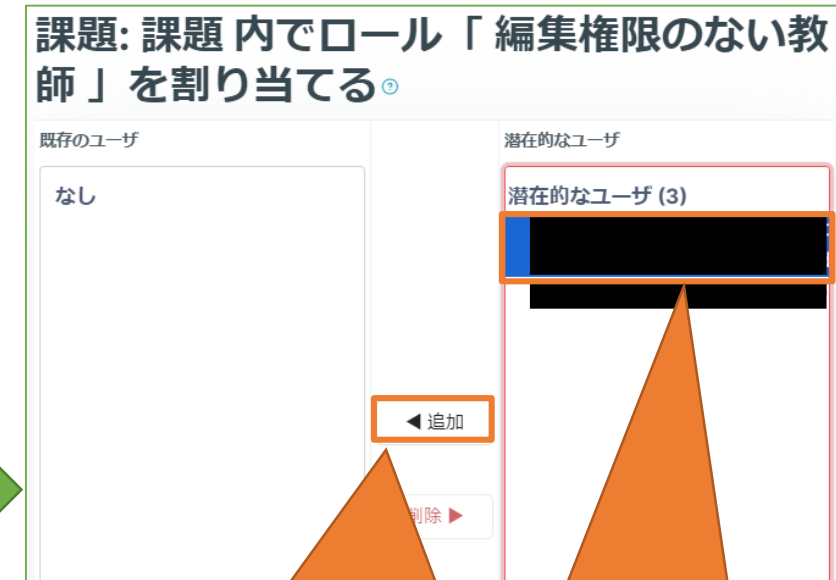 課題: 課題 内でロール「 編集権限のない教
師 」を割り当てる
既存のユーザ
潜在的なユーザ
なし
潜在的なユーザ (3)
◀ 追加
削除 ▶